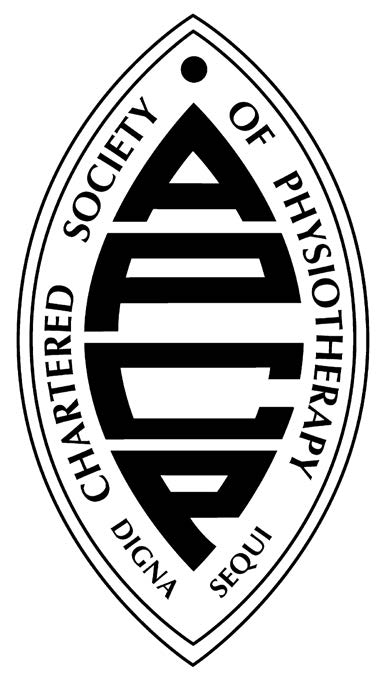 CHARTERED SOCIETY OF PHYSIOTHERAPY
A
P
C
P
DIGNA SEQUI